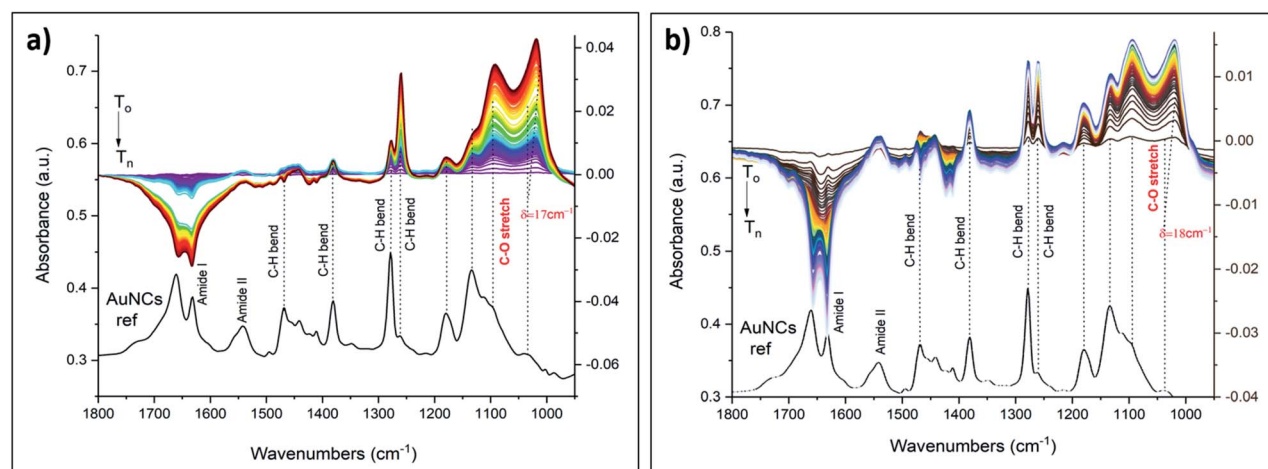 a)
0.7
0.6
0.5
0.4
0.3
Absorbance (a.u.)
0.04
0.02
0.00
-0.02
-0.04
-0.06
To
Tn
C-H bend
C-H bend
C-H bend
C-H bend
C-O stretch
δ=17cm-1
AuNCs
ref
Amide I
Amide II
1800 1700 1600 1500 1400 1300 1200 1100 1000
Wavenumbers (cm-1)
b)
0.8
0.7
0.6
0.5
0.4
0.3
Absorbance (a.u.)
0.01
0.00
-0.00
-0.01
-0.02
-0.02
-0.03
-0.04
To
Tn
C-H bend
C-H bend
C-H bend
C-H bend
C-O stretch
δ=18cm-1
AuNCs
ref
Amide I
Amide II
1800 1700 1600 1500 1400 1300 1200 1100 1000
Wavenumbers (cm-1)